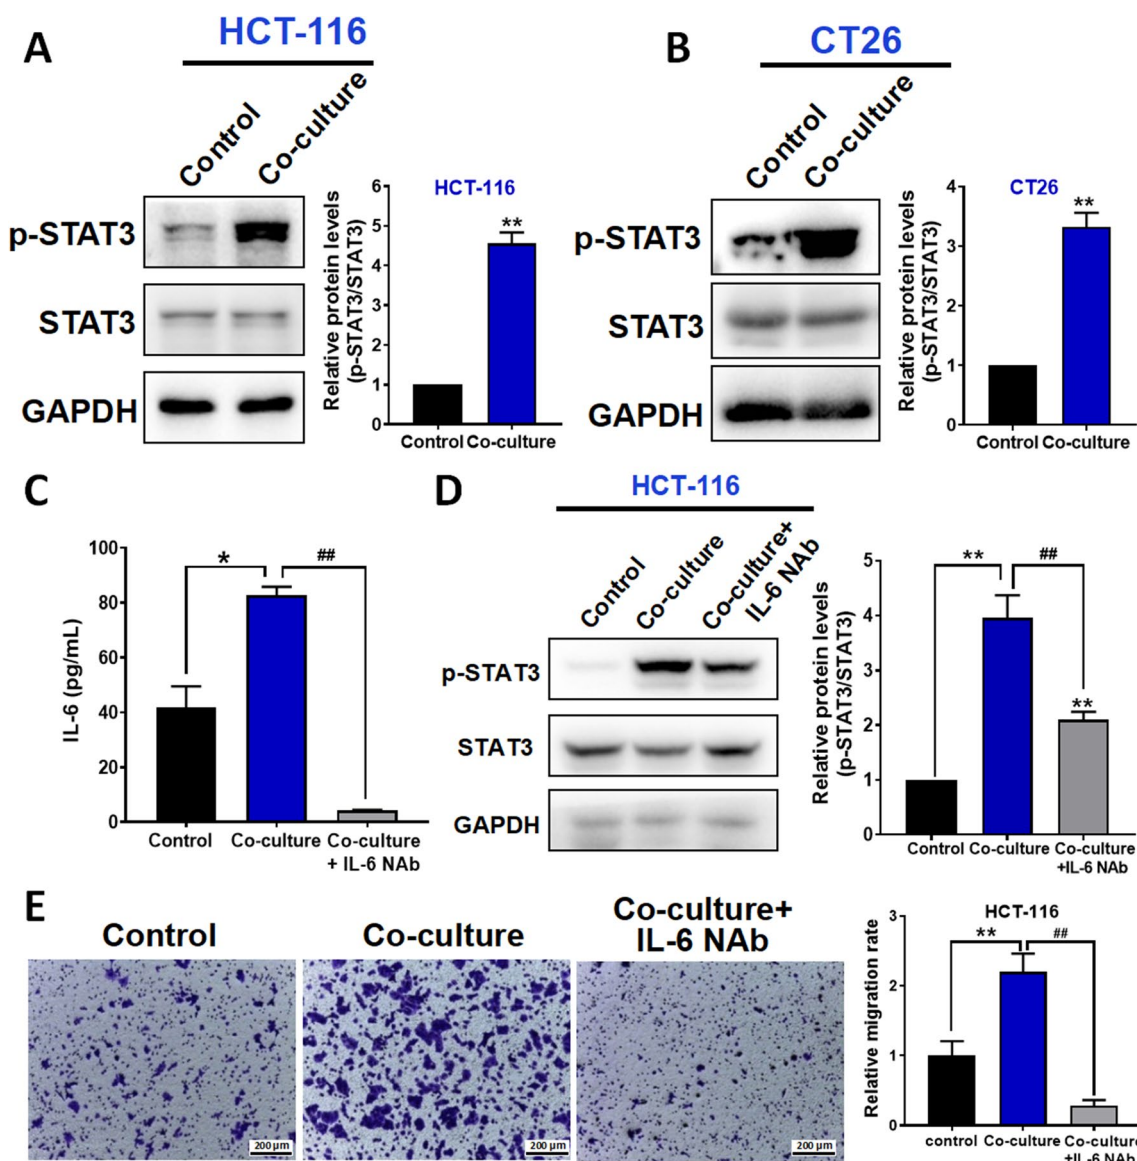 A
HCT-116
Control
Co-culture
p-STAT3
STAT3
GAPDH
Relative protein levels
(p-STAT3/STAT3)
HCT-116
6
5
4
3
2
1
0
**
Control Co-culture
B
CT26
Control
Co-culture
p-STAT3
STAT3
GAPDH
Relative protein levels
(p-STAT3/STAT3)
CT26
4
3
2
1
0
**
Control Co-culture
C
IL-6 (pg/mL)
100
80
60
40
20
0
*
##
Control Co-culture Co-culture
+ IL-6 NAb
D
HCT-116
Control
Co-culture
Co-culture+
IL-6 NAb
p-STAT3
STAT3
GAPDH
Relative protein levels
(p-STAT3/STAT3)
5
4
3
2
1
0
**
##
**
Control Co-culture Co-culture
+IL-6 NAb
E
Control
Co-culture
Co-culture+
IL-6 NAb
200 μm
200 μm
200 μm
Relative migration rate
HCT-116
3
2
1
0
**
##
control Co-culture Co-culture
+IL-6 NAb